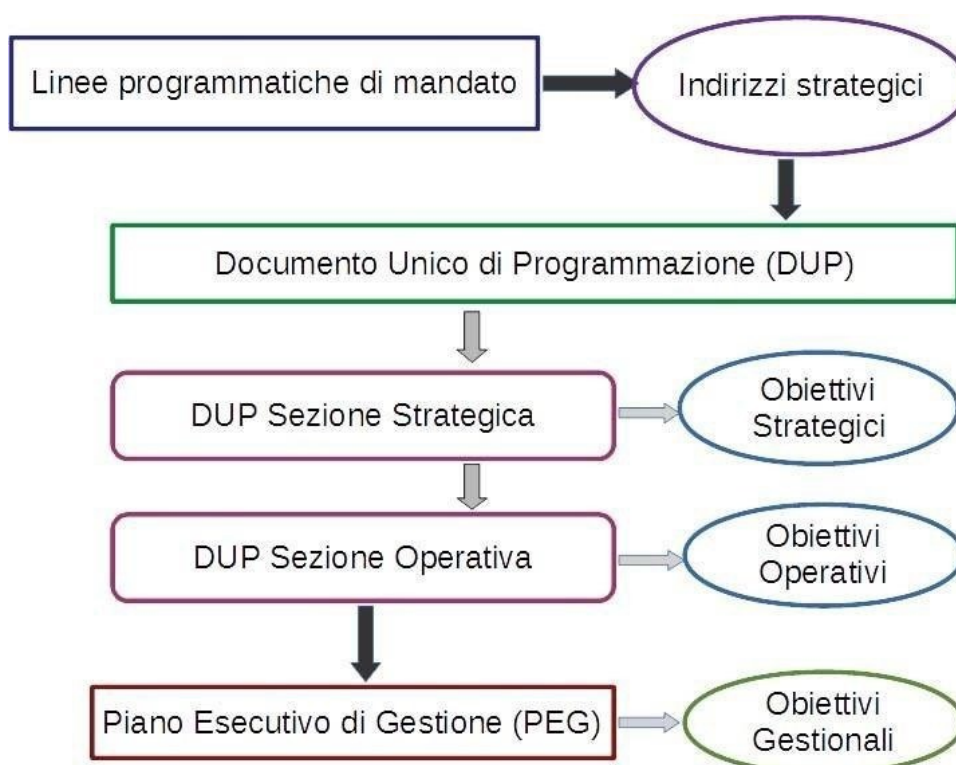 Linee programmatiche di mandato
Indirizzi strategici
Documento Unico di Programmazione (DUP)
DUP Sezione Strategica
Obiettivi
Strategici
DUP Sezione Operativa
Obiettivi
Operativi
Piano Esecutivo di Gestione (PEG)
Obiettivi
Gestionali